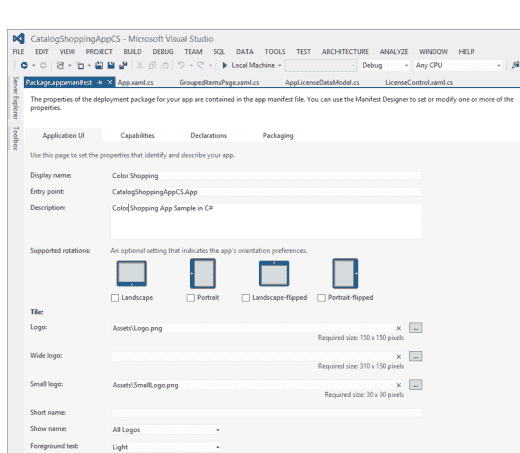 CatalogShoppingAppCS - Microsoft Visual Studio
FILE EDIT VIEW PROJECT BUILD DEBUG TEAM SQL DATA TOOLS TEST ARCHITECTURE ANALYZE WINDOW HELP
Local Machine Debug Any CPU
Server Explorer
Toolbox
Package.appxmanifest App.xaml.cs GroupedItemsPage.xaml.cs AppLicenseDataModel.cs LicenseControl.xaml.cs
The properties of the deployment package for your app are contained in the app manifest file. You can use the Manifest Designer to set or modify one or more of the
properties.
Application UI Capabilities Declarations Packaging
Use this page to set the properties that identify and describe your app.
Display name: Color Shopping
Entry point: CatalogShoppingAppCS.App
Description: Color Shopping App Sample in C#
Supported rotations: An optional setting that indicates the app's orientation preferences.
Landscape Portrait Landscape-flipped Portrait-flipped
Tile:
Logo: Assets\Logo.png × ...
Required size: 150 x 150 pixels
Wide logo: × ...
Required size: 310 x 150 pixels
Small logo: Assets\SmallLogo.png × ...
Required size: 30 x 30 pixels
Short name:
Show name: All Logos
Foreground text: Light